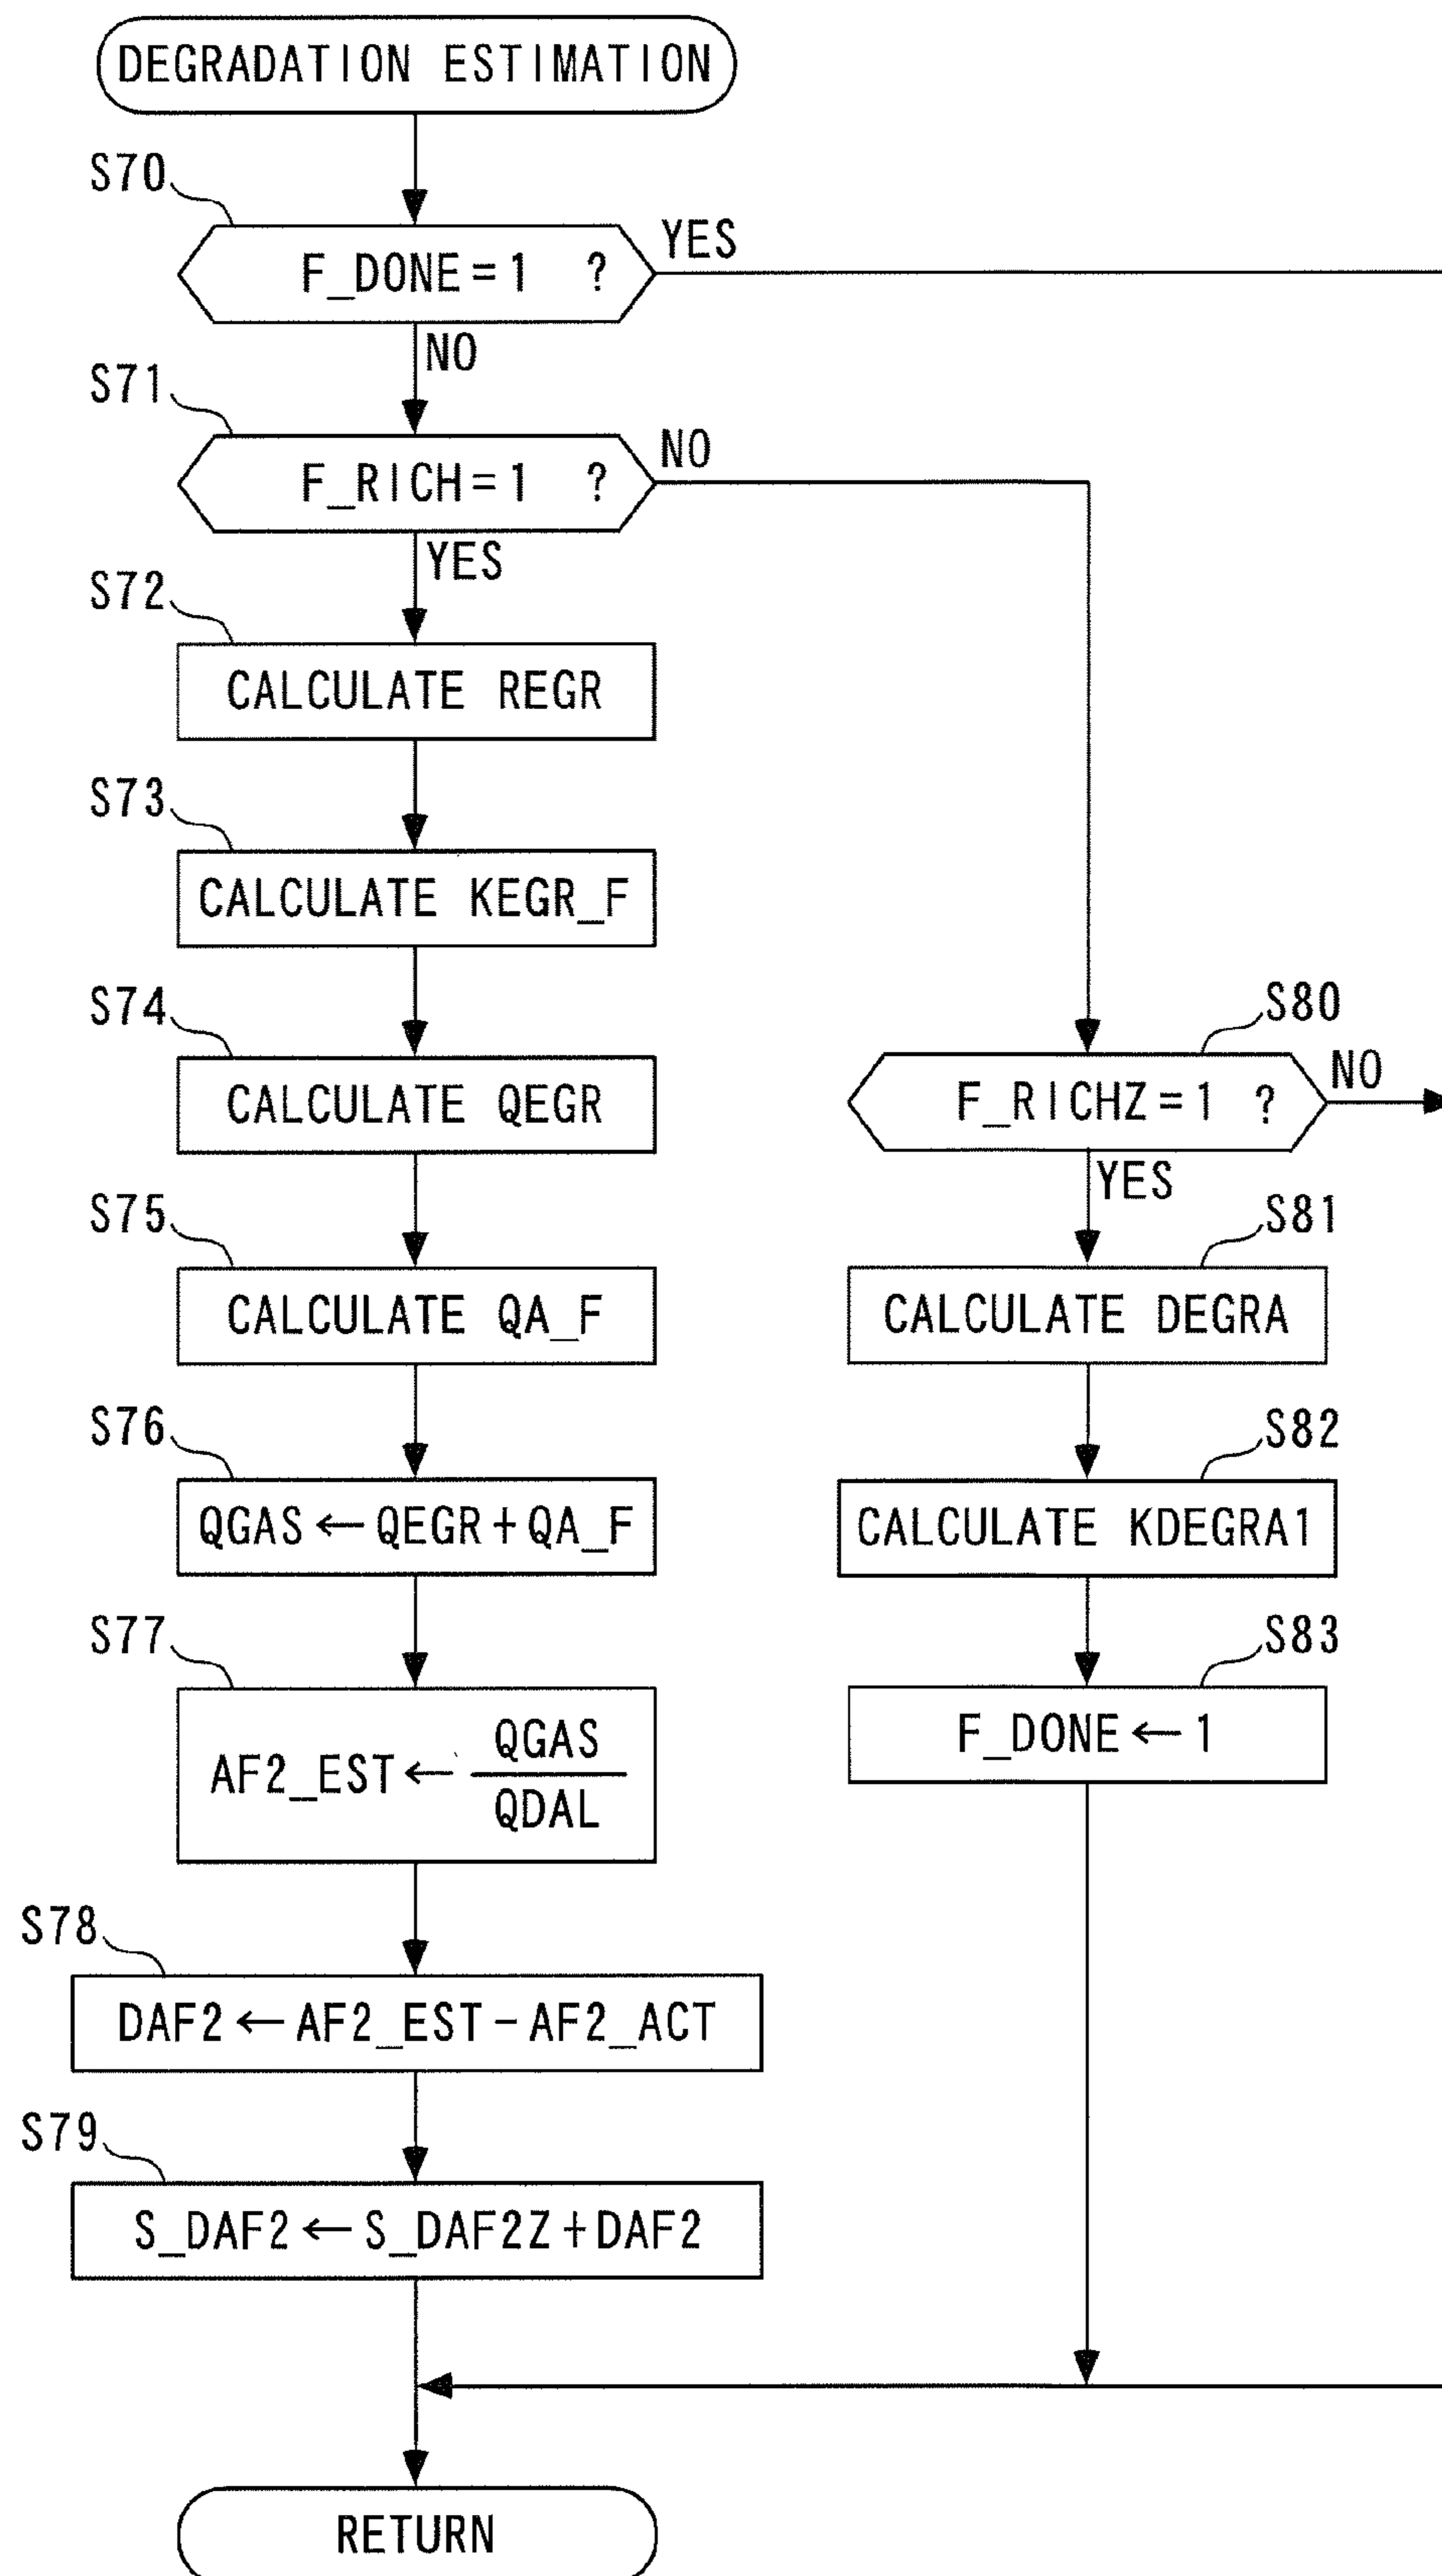 DEGRADATION ESTIMATION
S70
F_DONE=1 ?
YES
NO
S71
F_RICH=1 ?
NO
YES
S72
CALCULATE REGR
S73
CALCULATE KEGR_F
S74
CALCULATE QEGR
S75
CALCULATE QA_F
S76
QGAS←QEGR+QA_F
S77
AF2_EST←
QGAS
QDAL
S78
DAF2←AF2_EST-AF2_ACT
S79
S_DAF2←S_DAF2Z+DAF2
S80
F_RICHZ=1 ?
NO
YES
S81
CALCULATE DEGRA
S82
CALCULATE KDEGRA1
S83
F_DONE←1
RETURN